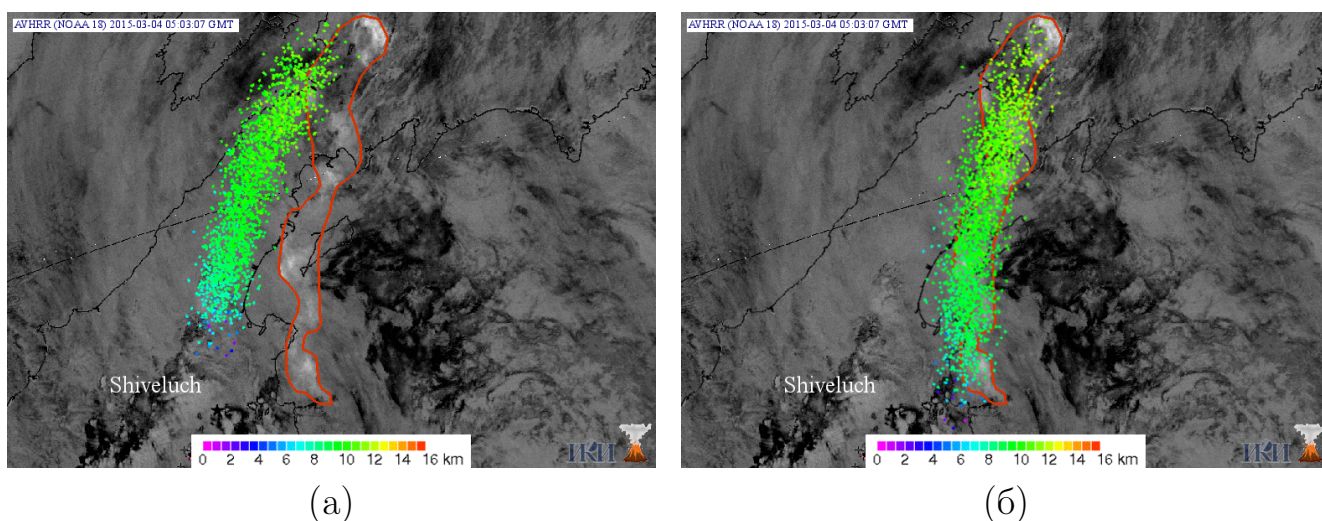 AVHRR (NOAA 18) 2015-03-04 05:03:07 GMT
Shiveluch
0 2 4 6 8 10 12 14 16 km
ИКИ
(а)
AVHRR (NOAA 18) 2015-03-04 05:03:07 GMT
Shiveluch
0 2 4 6 8 10 12 14 16 km
ИКИ
(б)